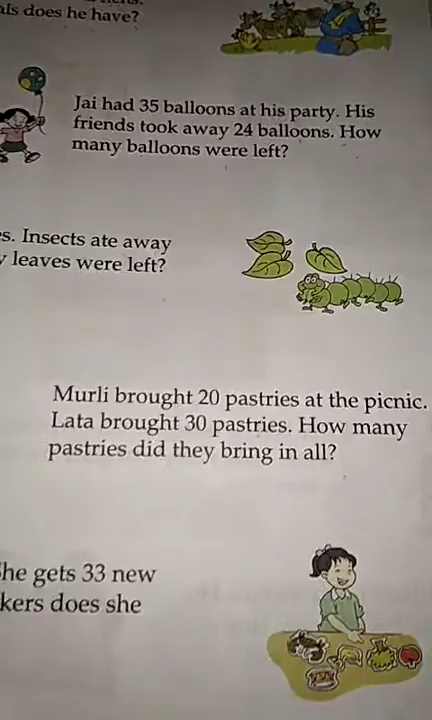 does he have?
Jai had 35 balloons at his party. His
friends took away 24 balloons. How
many balloons were left?
Insects ate away
leaves were left?
Murli brought 20 pastries at the picnic.
Lata brought 30 pastries. How many
pastries did they bring in all?
he gets 33 new
kers does she